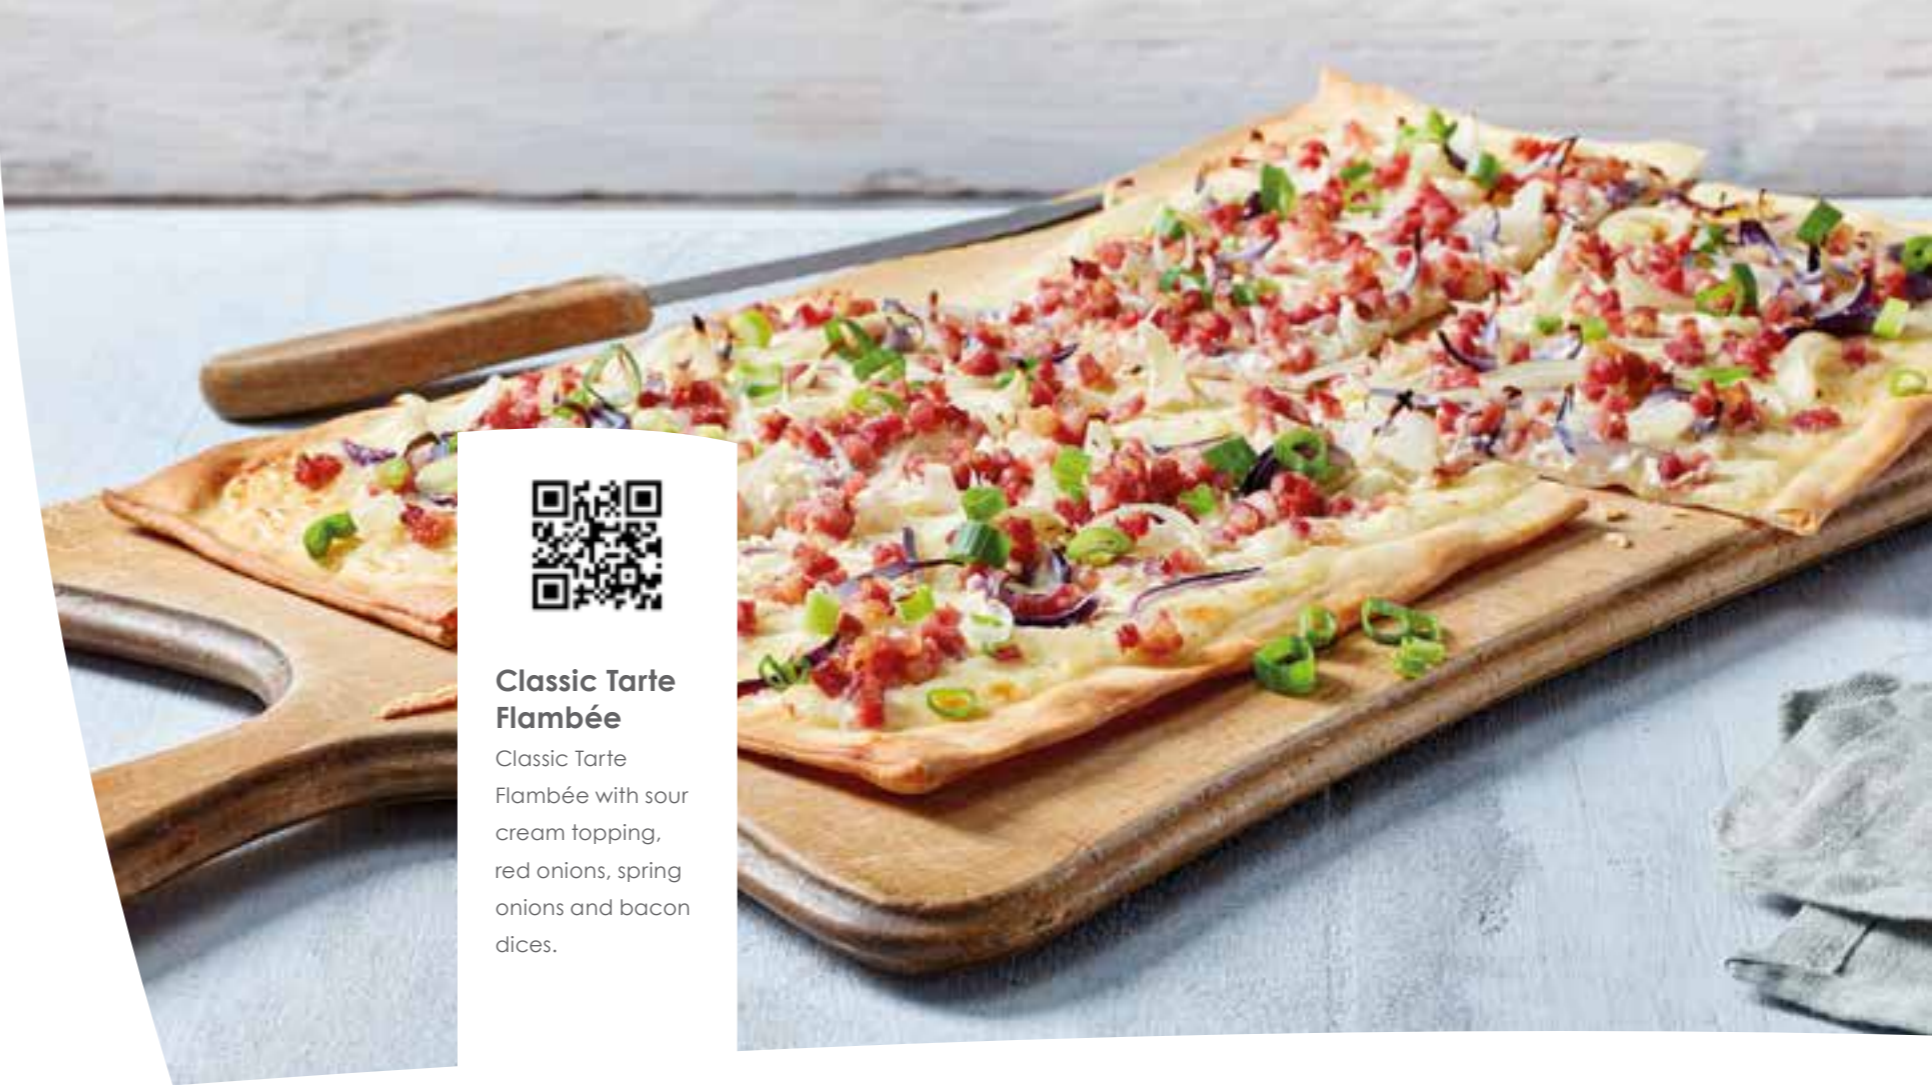 Classic Tarte
Flambée
Classic Tarte
Flambée with sour
cream topping,
red onions, spring
onions and bacon
dices.